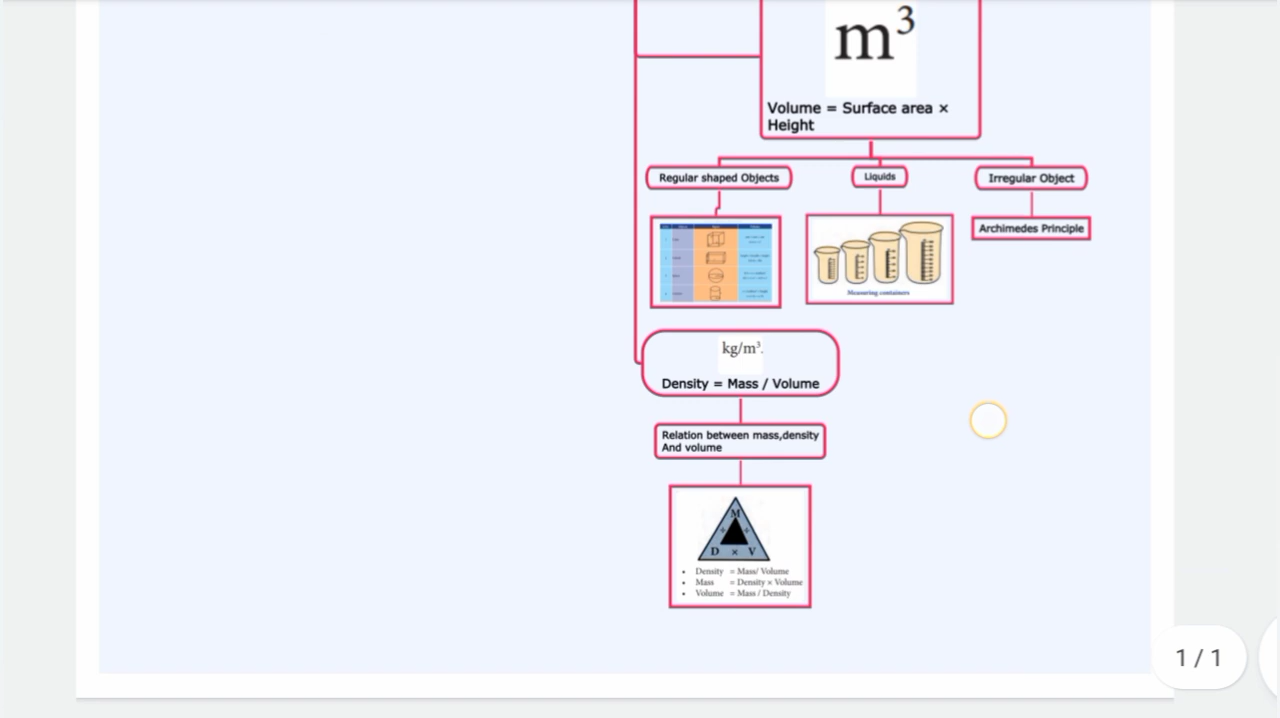 m³
Volume = Surface area ×
Height
Regular shaped Objects
Liquids
Irregular Object
Archimedes Principle
Measuring containers
kg/m³.
Density = Mass / Volume
Relation between mass,density
And volume
M
÷ ÷
D × V
• Density = Mass/ Volume
• Mass = Density × Volume
• Volume = Mass / Density
1 / 1